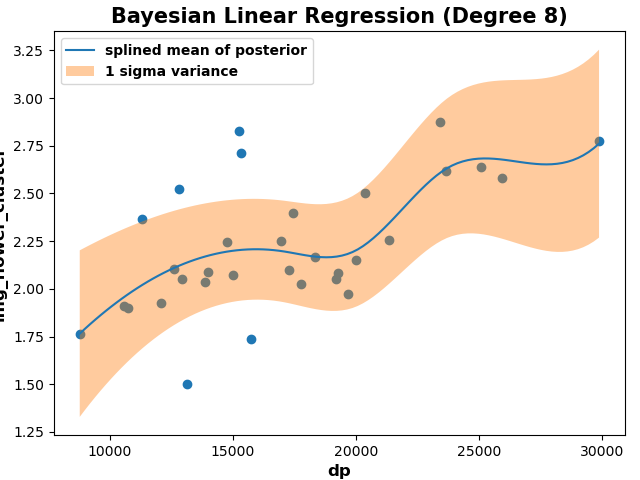 Bayesian Linear Regression (Degree 8)
splined mean of posterior
1 sigma variance
3.25
3.00
2.75
2.50
2.25
2.00
1.75
1.50
1.25
10000 15000 20000 25000 30000
dp